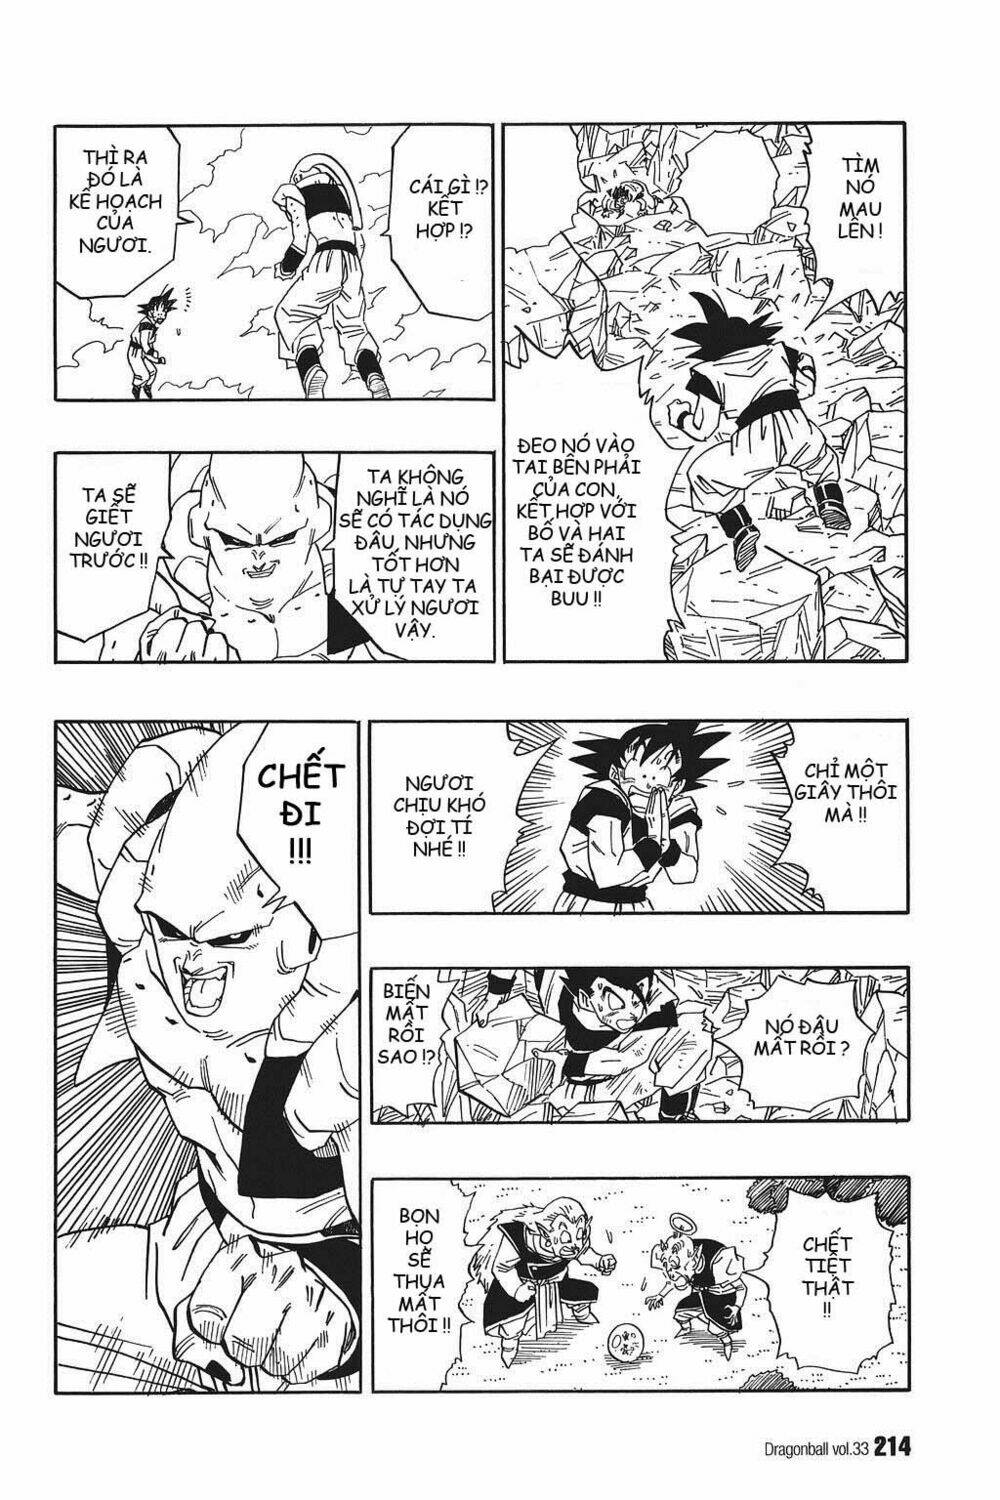 TÌM
NÓ
MAU
LÊN!
ĐEO NÓ VÀO
TAI BÊN PHẢI
CỦA CON,
KẾT HỢP VỚI
BỐ VÀ HAI
TA SẼ ĐÁNH
BẠI ĐƯỢC
BUU!!
CÁI GÌ!?
KẾT
HỢP!?
THÌ RA
ĐÓ LÀ
KẾ HOẠCH
CỦA
NGƯƠI.
TA KHÔNG
NGHĨ LÀ NÓ
SẼ CÓ TÁC DỤNG
ĐÂU, NHƯNG
TỐT HƠN
LÀ TỰ TAY TA
XỬ LÝ NGƯƠI
VẬY.
TA SẼ
GIẾT
NGƯƠI
TRƯỚC!!
CHỈ MỘT
GIÂY THÔI
MÀ!!
NGƯƠI
CHỊU KHÓ
ĐỢI TÍ
NHÉ!!
CHẾT
ĐI
!!!
NÓ ĐÂU
MẤT RỒI?
BIẾN
MẤT
RỒI
SAO!?
CHẾT
TIỆT
THẬT
!!
BỌN
HỌ
SẼ
THUA
MẤT
THÔI!!
Dragonball vol.33 214